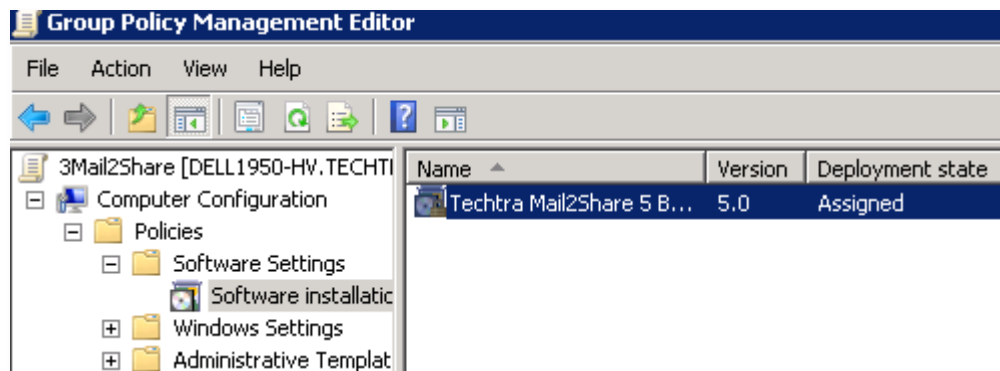 Group Policy Management Editor
File Action View Help
3Mail2Share [DELL1950-HV.TECHTI
Name Version Deployment state
Computer Configuration
Techtra Mail2Share 5 B... 5.0 Assigned
Policies
Software Settings
Software installatic
Windows Settings
Administrative Templat